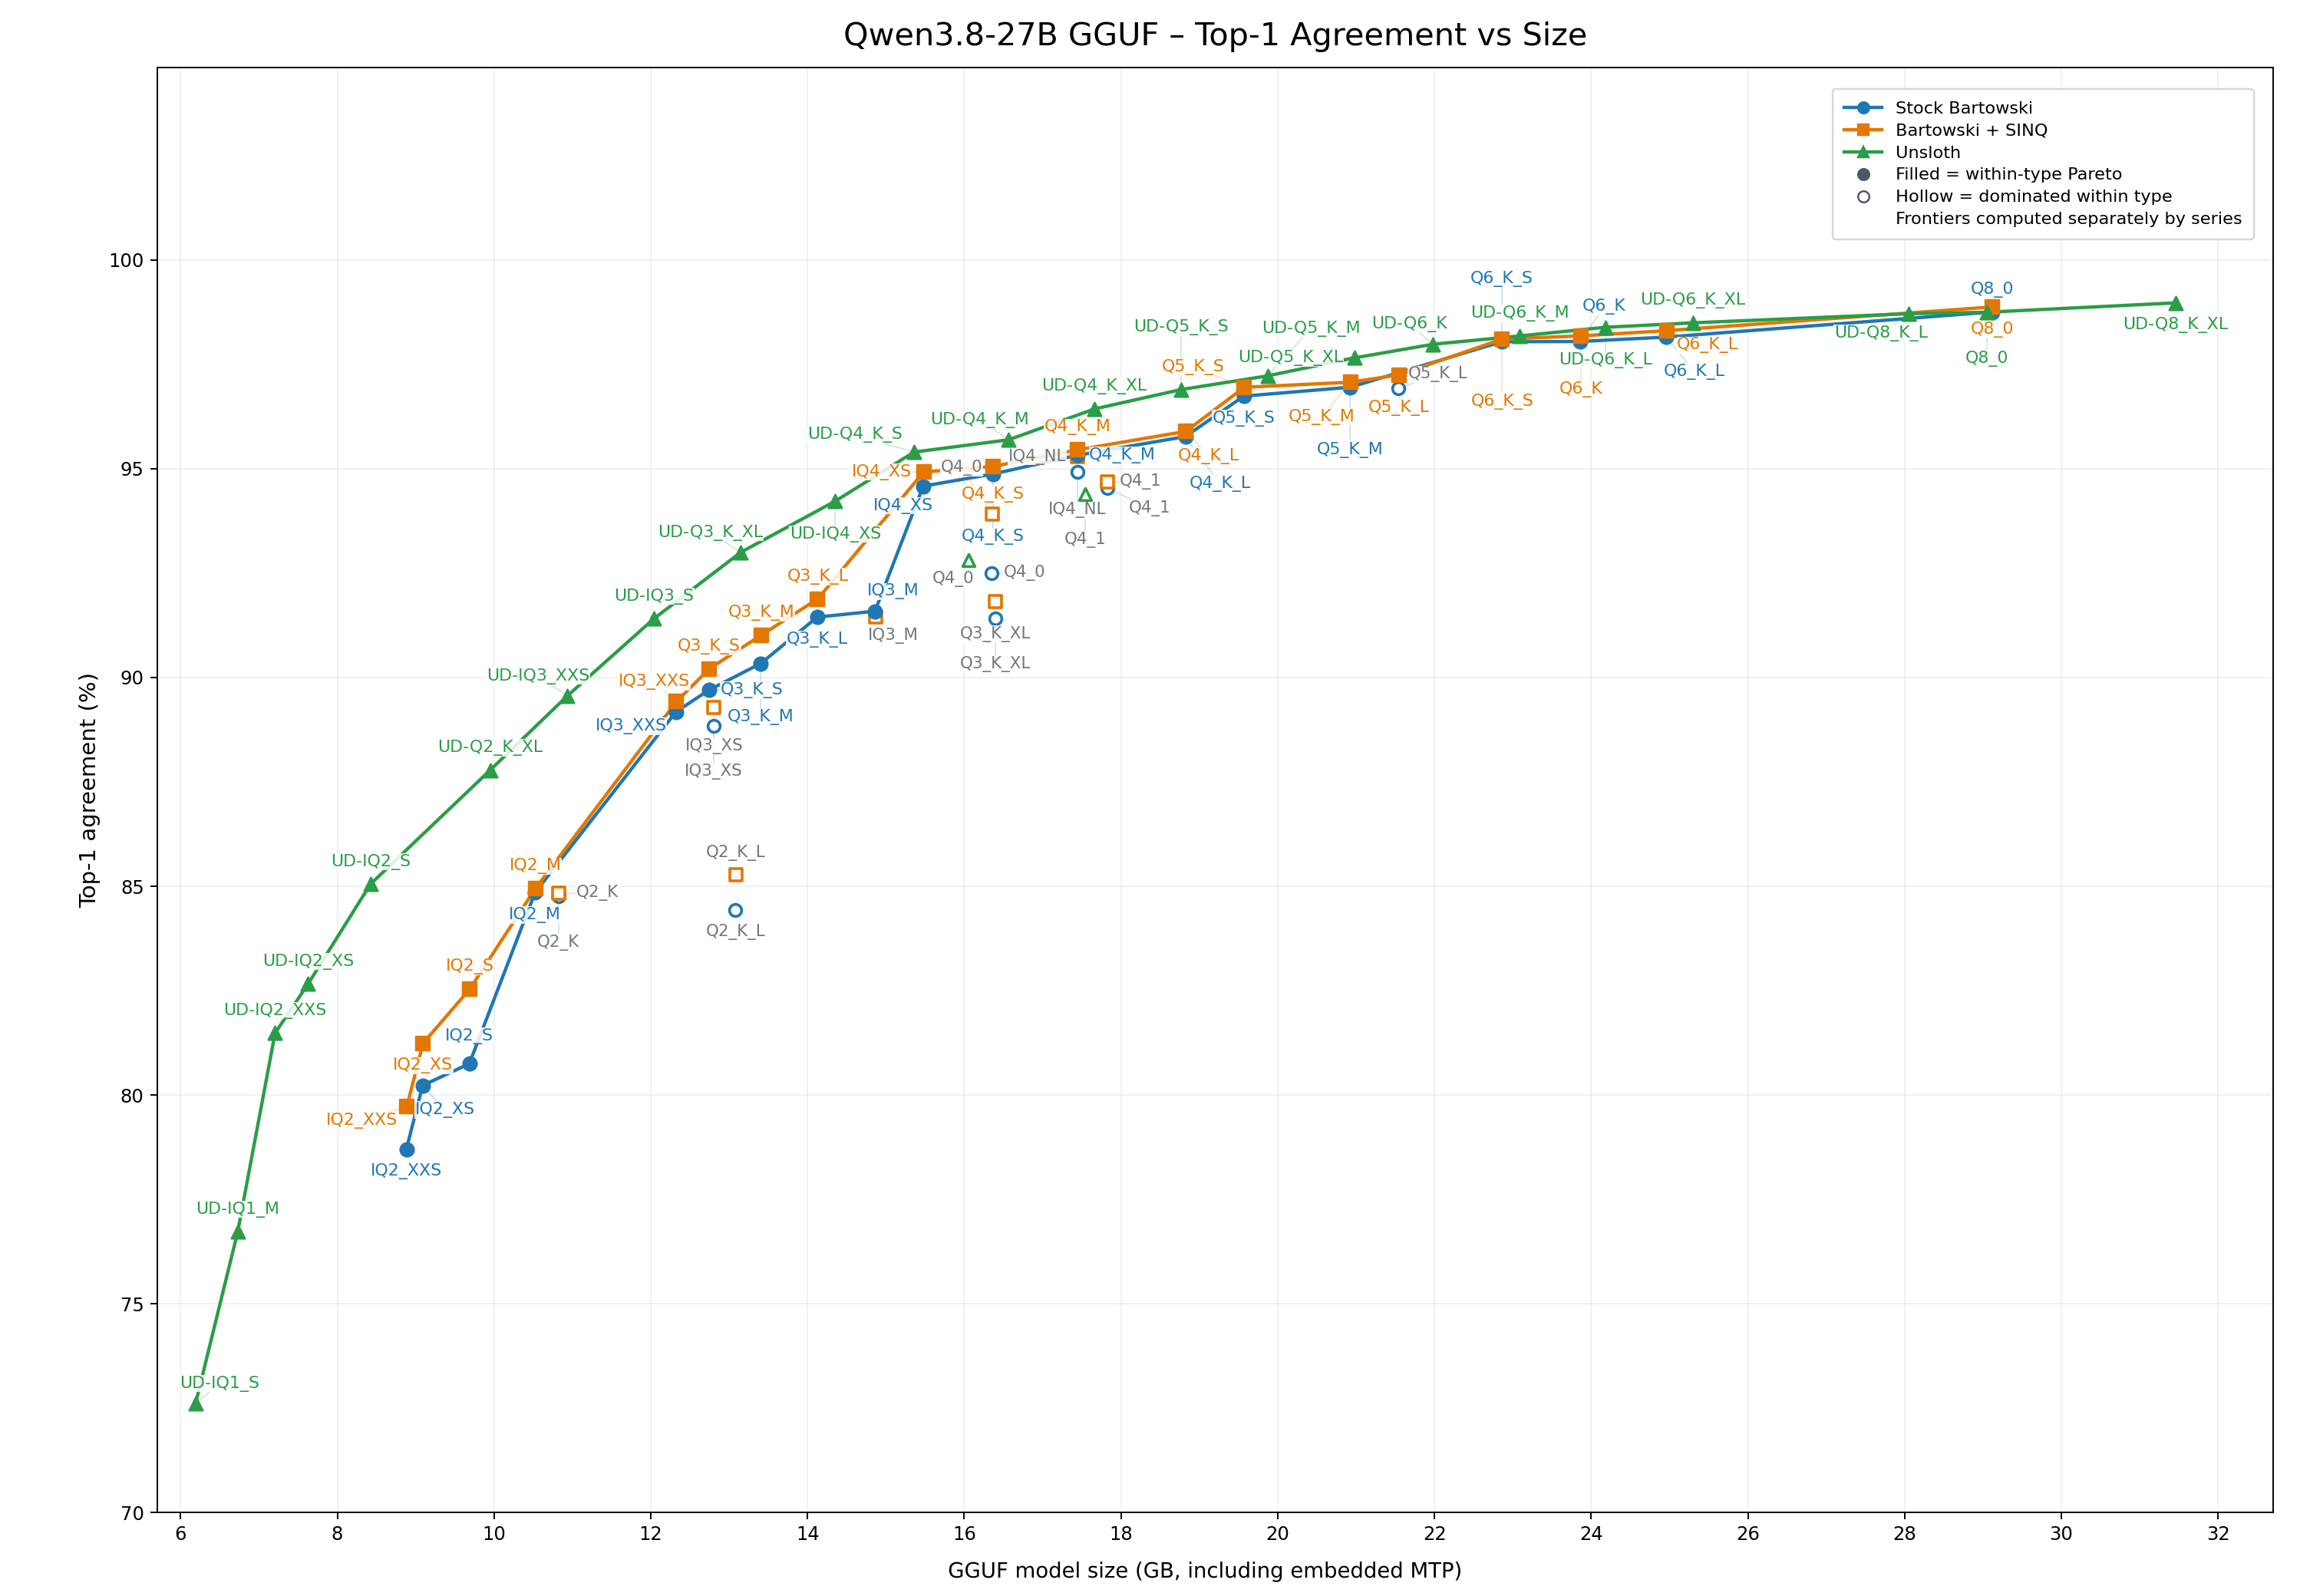 Qwen3.8-27B GGUF – Top-1 Agreement vs Size
Stock Bartowski
Bartowski + SINQ
Unsloth
Filled = within-type Pareto
Hollow = dominated within type
Frontiers computed separately by series
Top-1 agreement (%)
100
95
90
85
80
75
70
Q6_K_S
Q8_0
UD-Q6_K_XL
Q6_K
UD-Q6_K_M
UD-Q8_K_XL
UD-Q5_K_S
UD-Q5_K_M
UD-Q6_K
Q8_0
UD-Q8_K_L
Q6_K_L
UD-Q5_K_XL
UD-Q6_K_L
Q8_0
Q5_K_S
Q5_K_L
Q6_K_L
UD-Q4_K_XL
Q6_K
Q6_K_S
Q5_K_L
UD-Q4_K_M
Q5_K_S
Q5_K_M
Q4_K_M
UD-Q4_K_S
Q5_K_M
IQ4_NL
Q4_K_M
Q4_K_L
IQ4_XS
Q4_0
Q4_1
Q4_K_L
Q4_K_S
IQ4_XS
IQ4_NL
Q4_1
UD-Q3_K_XL
UD-IQ4_XS
Q4_K_S
Q4_1
Q4_0
Q4_0
Q3_K_L
UD-IQ3_S
IQ3_M
Q3_K_M
Q3_K_L
IQ3_M
Q3_K_XL
Q3_K_S
Q3_K_XL
UD-IQ3_XXS
IQ3_XXS
Q3_K_S
IQ3_XXS
Q3_K_M
UD-Q2_K_XL
IQ3_XS
IQ3_XS
UD-IQ2_S
Q2_K_L
IQ2_M
Q2_K
IQ2_M
Q2_K
Q2_K_L
UD-IQ2_XS
IQ2_S
UD-IQ2_XXS
IQ2_S
IQ2_XS
IQ2_XXS
IQ2_XS
IQ2_XXS
UD-IQ1_M
UD-IQ1_S
6 8 10 12 14 16 18 20 22 24 26 28 30 32
GGUF model size (GB, including embedded MTP)